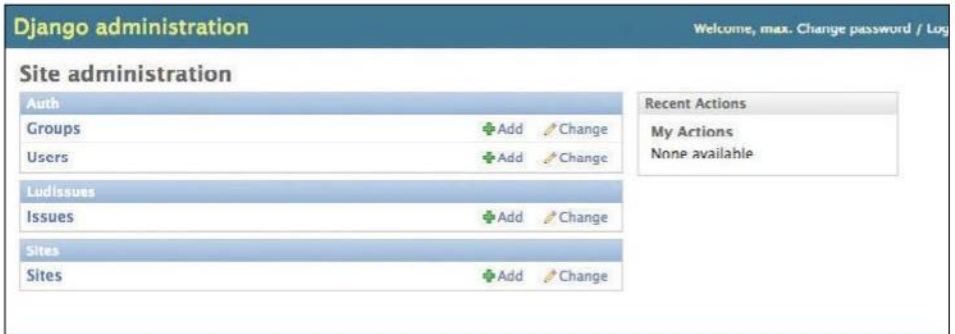 Django administration
Welcome, max. Change password / Log
Site administration
Auth
Groups Add Change
Users Add Change
Ludissues
Issues Add Change
Sites
Sites Add Change
Recent Actions
My Actions
None available